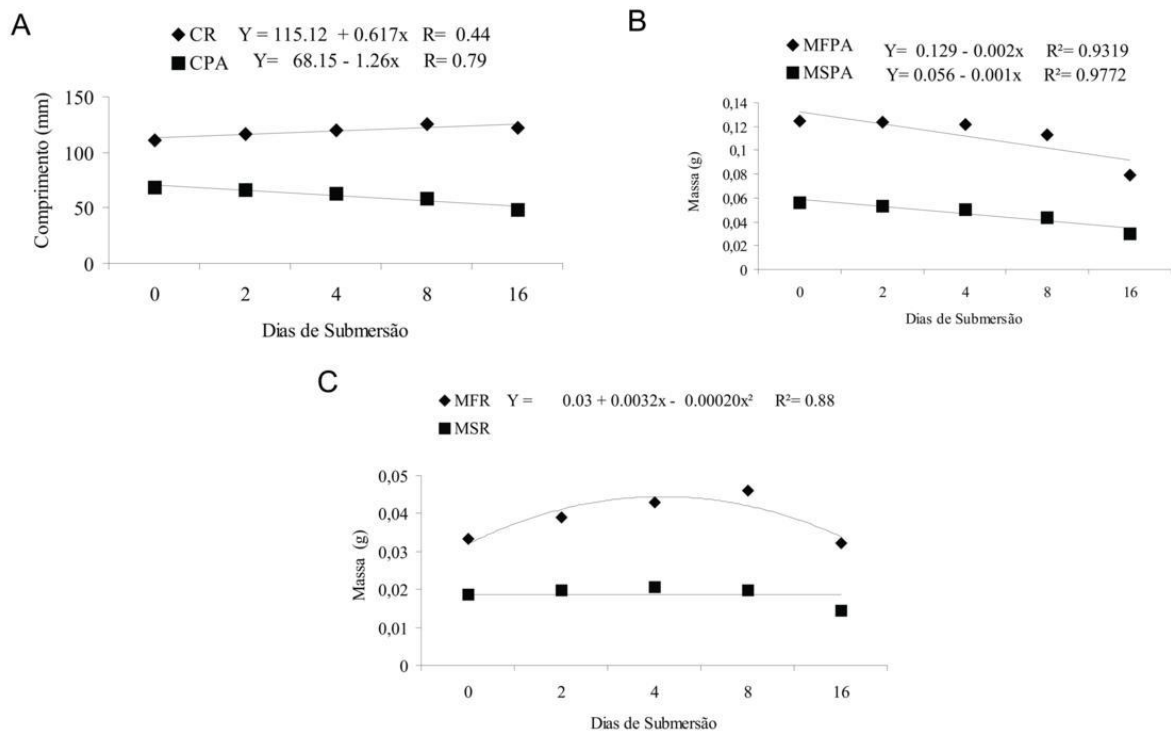 A
CR Y = 115.12 + 0.617x R= 0.44
CPA Y= 68.15 - 1.26x R= 0.79
Comprimento (mm)
150
100
50
0
0 2 4 8 16
Dias de Submersão
B
MFPA Y= 0.129 - 0.002x R²= 0.9319
MSPA Y= 0.056 - 0.001x R²= 0.9772
Massa (g)
0,14
0,12
0,1
0,08
0,06
0,04
0,02
0
0 2 4 8 16
Dias de Submersão
C
MFR Y = 0.03 + 0.0032x - 0.00020x² R²= 0.88
MSR
Massa (g)
0,05
0,04
0,03
0,02
0,01
0
0 2 4 8 16
Dias de Submersão